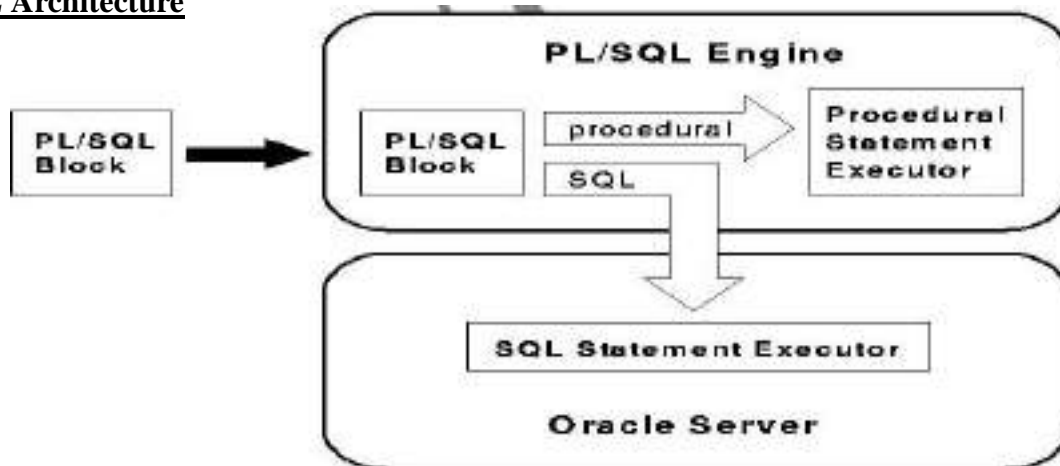 Architecture
PL/SQL Engine
PL/SQL
Block
PL/SQL
Block
procedural
SQL
Procedural
Statement
Executor
SQL Statement Executor
Oracle Server